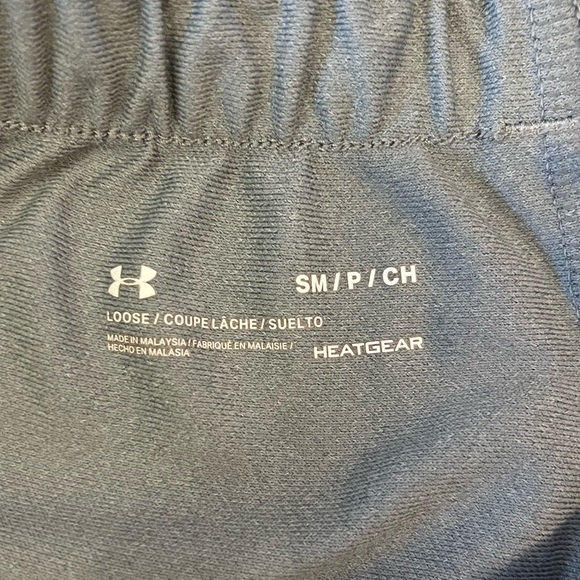 SM / P / CH
LOOSE / COUPE LÂCHE / SUELTO
MADE IN MALAYSIA / FABRIQUÉ EN MALAISIE /
HECHO EN MALASIA
HEATGEAR